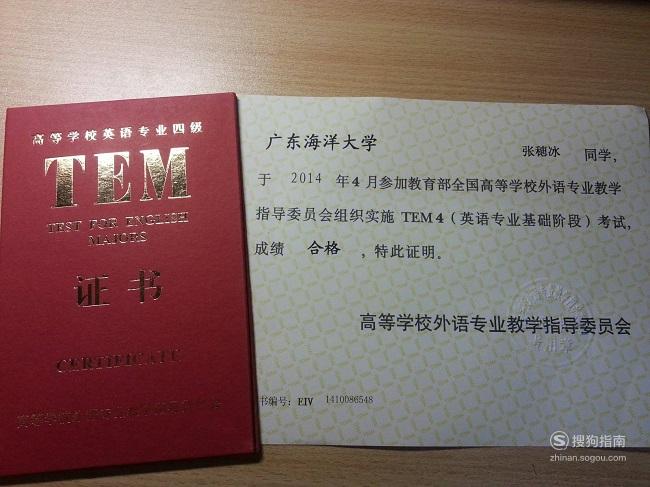 高等学校英语专业四级
TEM
TEST FOR ENGLISH
MAJORS
证书
CERTIFICATE
广东海洋大学
张穗冰 同学,
于 2014 年4月参加教育部全国高等学校外语专业教学
指导委员会组织实施 TEM4（英语专业基础阶段）考试,
成绩 合格 ，特此证明。
高等学校外语专业教学指导委员会
书编号: EIV 1410086548
搜狗指南
zhinan.sogou.com